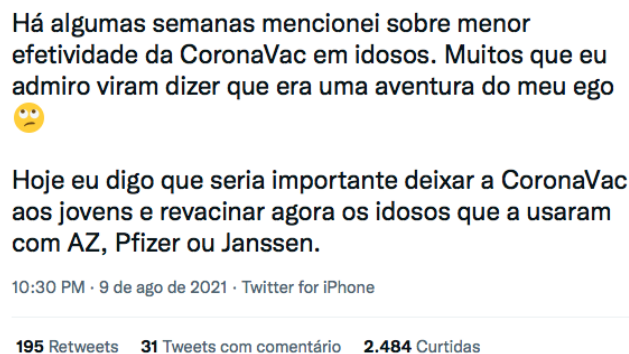 Há algumas semanas mencionei sobre menor
efetividade da CoronaVac em idosos. Muitos que eu
admiro viram dizer que era uma aventura do meu ego
🙄
Hoje eu digo que seria importante deixar a CoronaVac
aos jovens e revacinar agora os idosos que a usaram
com AZ, Pfizer ou Janssen.
10:30 PM · 9 de ago de 2021 · Twitter for iPhone
195 Retweets 31 Tweets com comentário 2.484 Curtidas